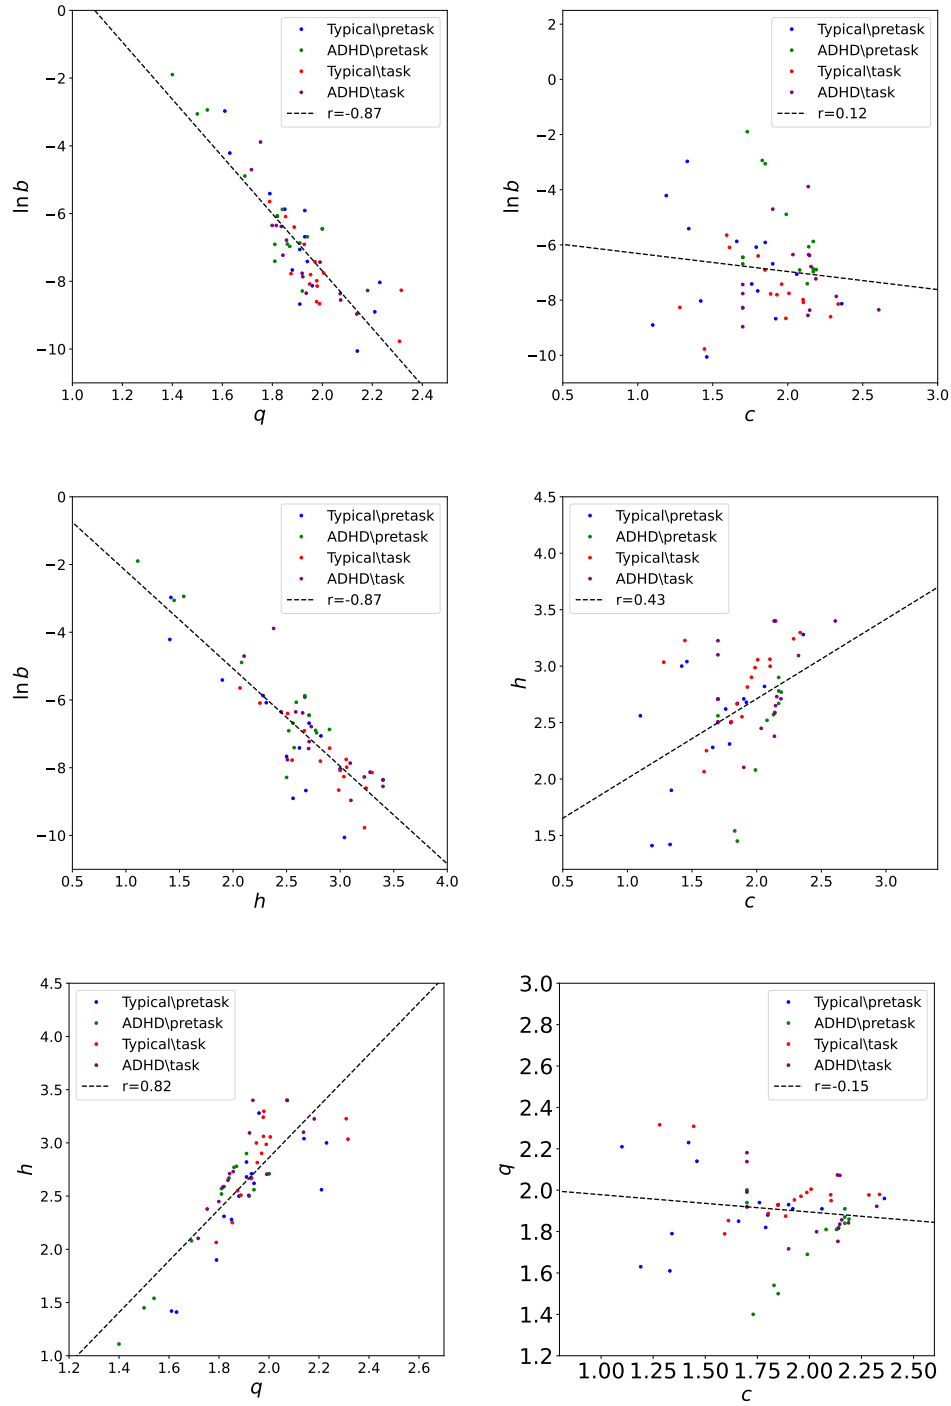 0
−2
−4
−6
−8
−10
ln b
1.0 1.2 1.4 1.6 1.8 2.0 2.2 2.4
q
Typical\pretask
ADHD\pretask
Typical\task
ADHD\task
r=-0.87
2
0
−2
−4
−6
−8
−10
ln b
0.5 1.0 1.5 2.0 2.5 3.0
c
Typical\pretask
ADHD\pretask
Typical\task
ADHD\task
r=0.12
0
−2
−4
−6
−8
−10
ln b
0.5 1.0 1.5 2.0 2.5 3.0 3.5 4.0
h
Typical\pretask
ADHD\pretask
Typical\task
ADHD\task
r=-0.87
4.5
4.0
3.5
3.0
2.5
2.0
1.5
h
0.5 1.0 1.5 2.0 2.5 3.0
c
Typical\pretask
ADHD\pretask
Typical\task
ADHD\task
r=0.43
4.5
4.0
3.5
3.0
2.5
2.0
1.5
1.0
h
1.2 1.4 1.6 1.8 2.0 2.2 2.4 2.6
q
Typical\pretask
ADHD\pretask
Typical\task
ADHD\task
r=0.82
3.0
2.8
2.6
2.4
2.2
2.0
1.8
1.6
1.4
1.2
q
1.00 1.25 1.50 1.75 2.00 2.25 2.50
c
Typical\pretask
ADHD\pretask
Typical\task
ADHD\task
r=-0.15